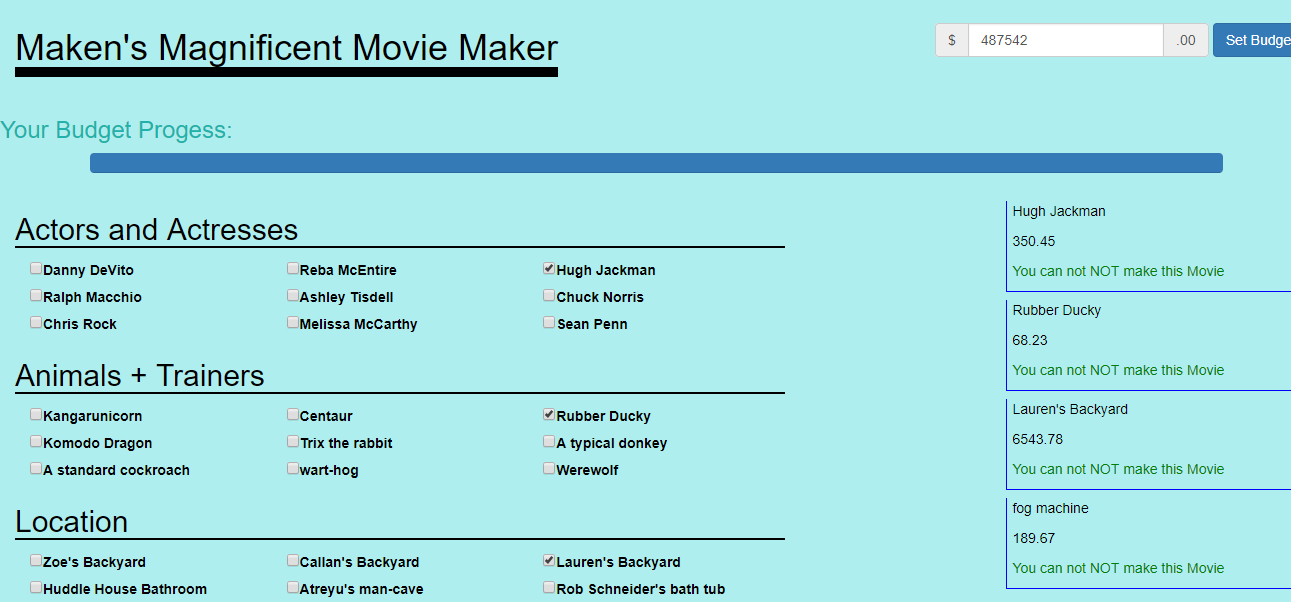 Maken's Magnificent Movie Maker
$ 487542 .00 Set Budge
Your Budget Progess:
Actors and Actresses
Danny DeVito Reba McEntire Hugh Jackman
Ralph Macchio Ashley Tisdell Chuck Norris
Chris Rock Melissa McCarthy Sean Penn
Animals + Trainers
Kangarunicorn Centaur Rubber Ducky
Komodo Dragon Trix the rabbit A typical donkey
A standard cockroach wart-hog Werewolf
Location
Zoe's Backyard Callan's Backyard Lauren's Backyard
Huddle House Bathroom Atreyu's man-cave Rob Schneider's bath tub
Hugh Jackman
350.45
You can not NOT make this Movie
Rubber Ducky
68.23
You can not NOT make this Movie
Lauren's Backyard
6543.78
You can not NOT make this Movie
fog machine
189.67
You can not NOT make this Movie